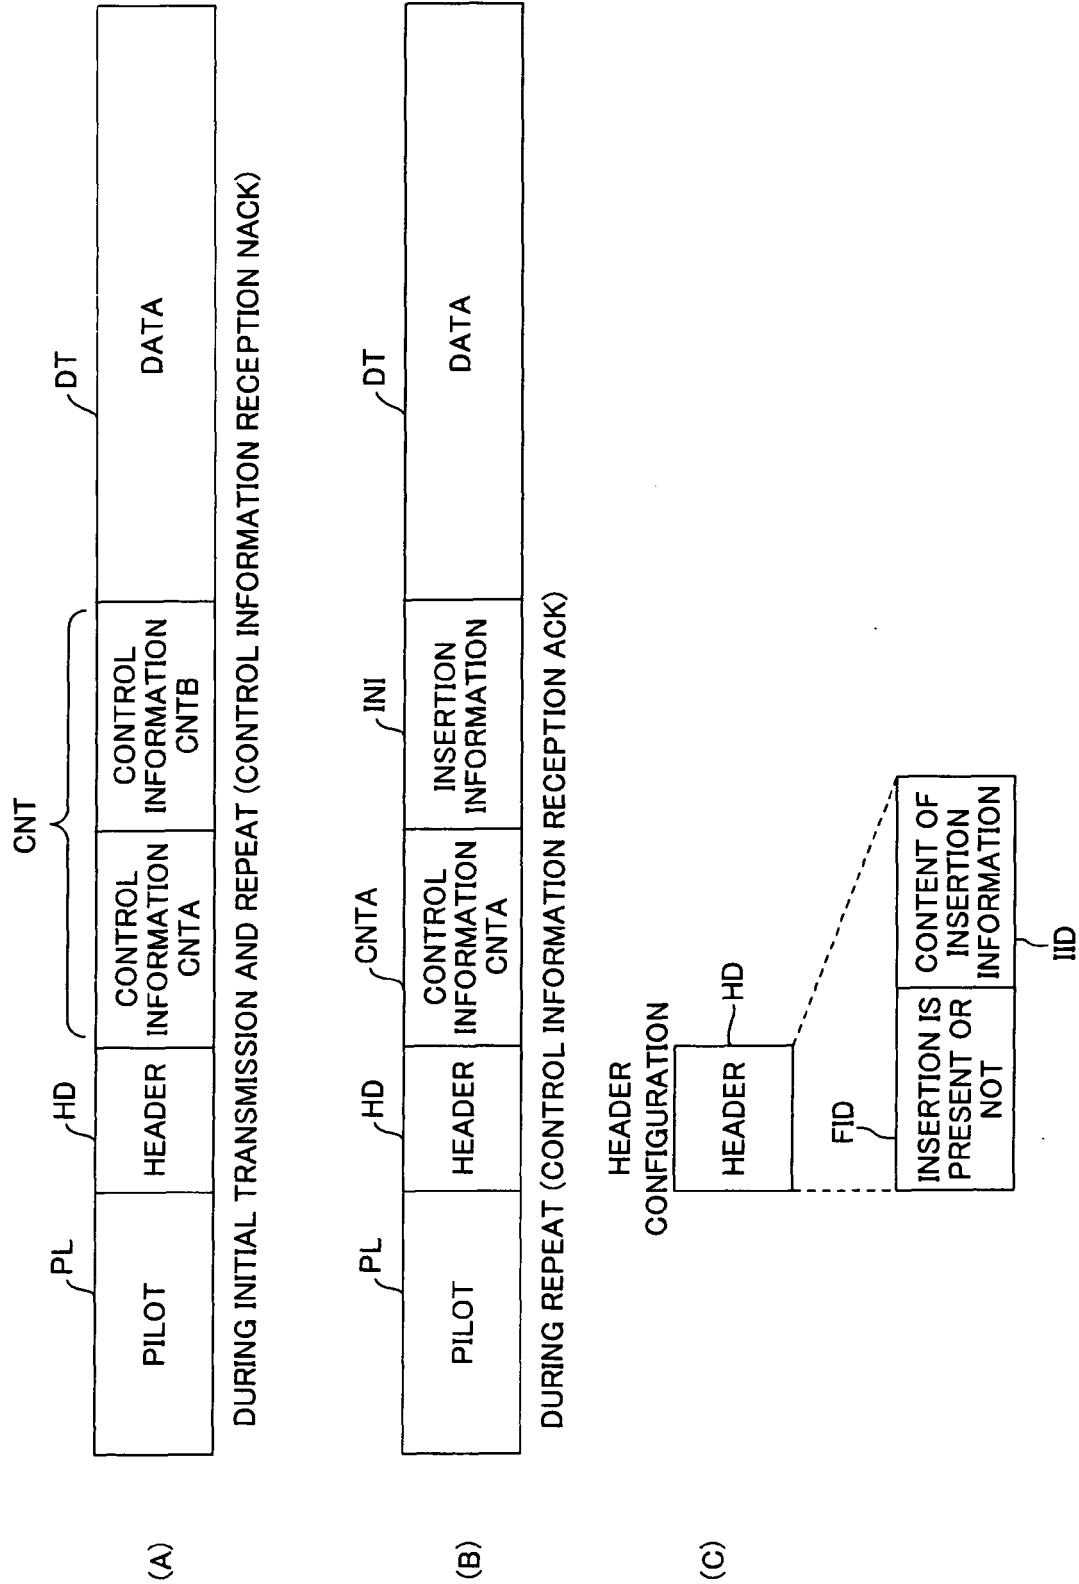 (A)
PL
HD
CNT
DT
PILOT
HEADER
CONTROL
INFORMATION
CNTA
CONTROL
INFORMATION
CNTB
DATA
DURING INITIAL TRANSMISSION AND REPEAT (CONTROL INFORMATION RECEPTION NACK)
(B)
PL
HD
CNTA
INI
DT
PILOT
HEADER
CONTROL
INFORMATION
CNTA
INSERTION
INFORMATION
DATA
DURING REPEAT (CONTROL INFORMATION RECEPTION ACK)
(C)
HEADER
CONFIGURATION
HEADER
HD
FID
INSERTION IS
PRESENT OR
NOT
CONTENT OF
INSERTION
INFORMATION
IID